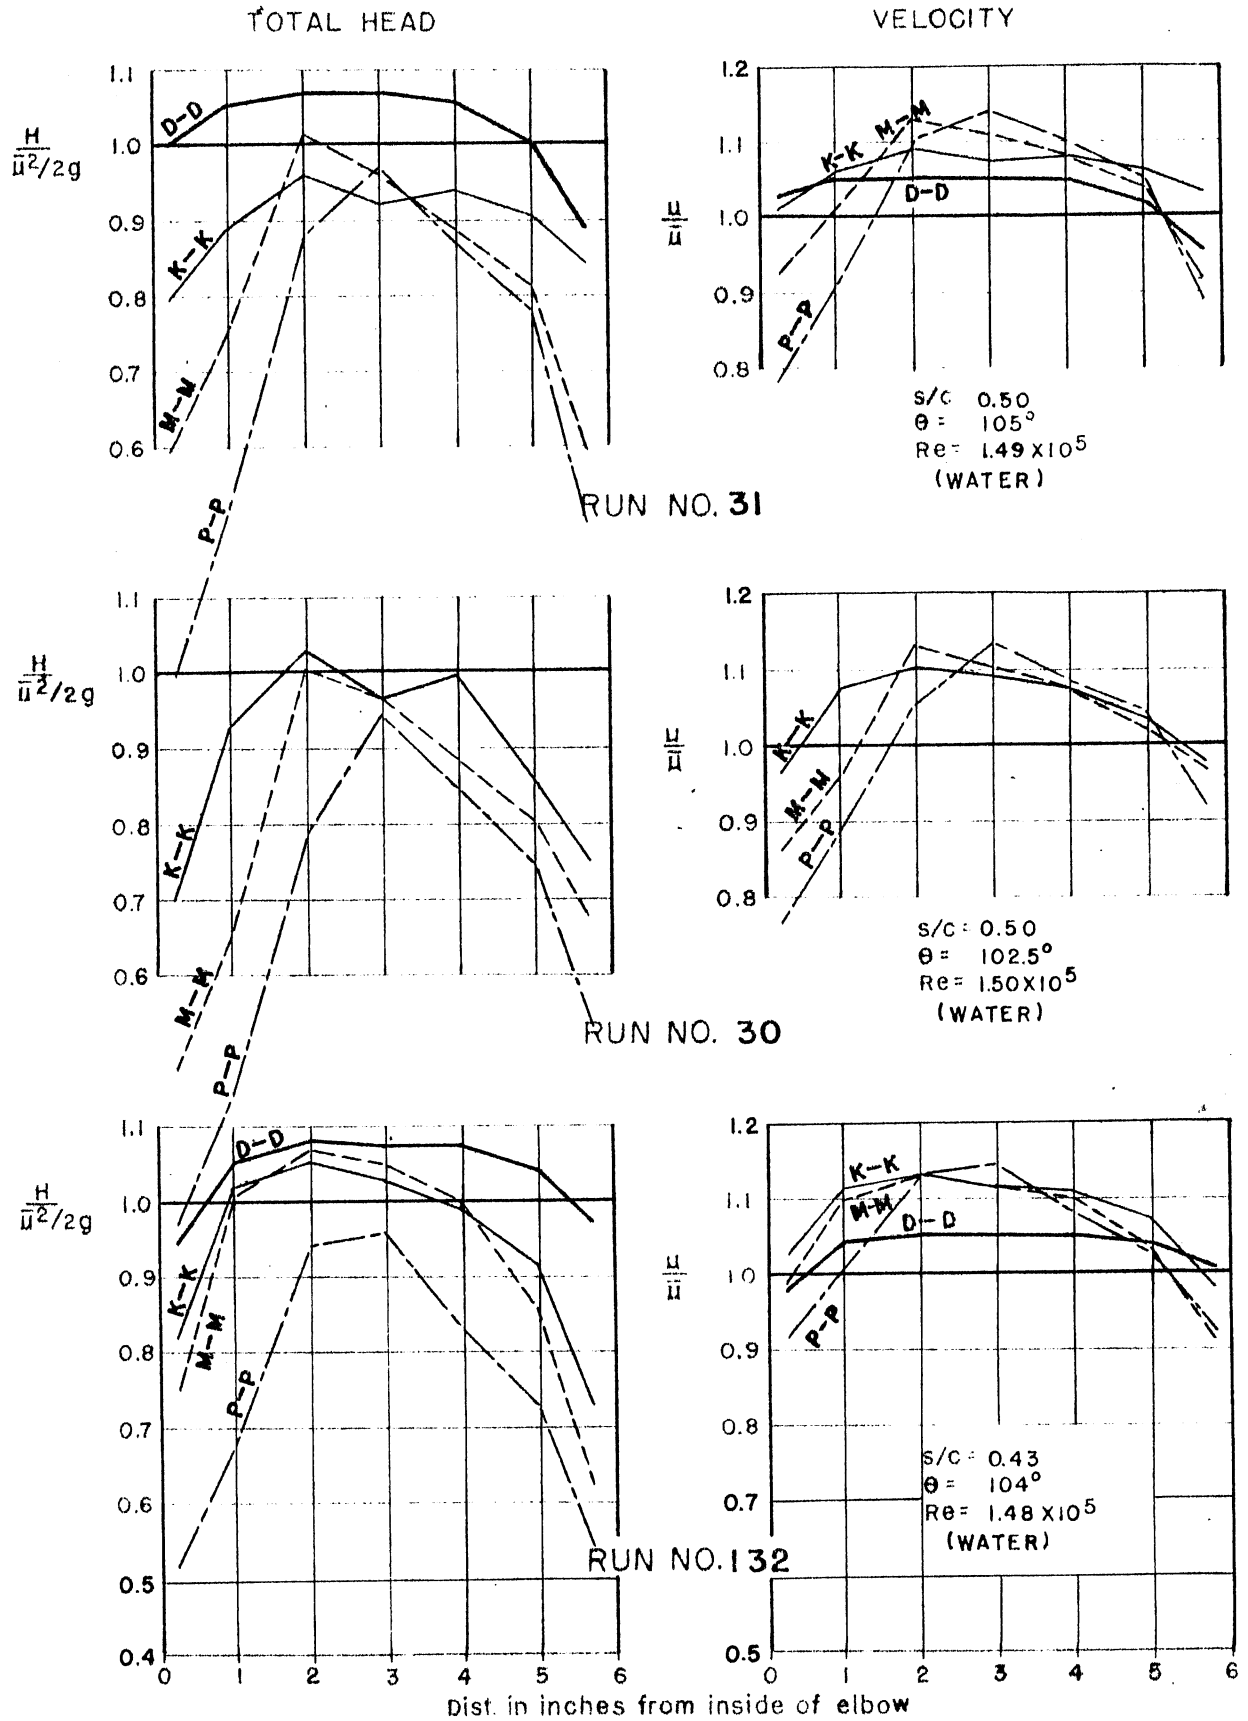 TOTAL HEAD
VELOCITY
1.1
1.0
0.9
0.8
0.7
0.6
H
ū²/2g
D-D
K-K
M-M
P-P
1.2
1.1
1.0
0.9
0.8
u
ū
K-K
M-M
D-D
P-P
S/C 0.50
θ = 105°
Re = 1.49 X 10⁵
(WATER)
RUN NO. 31
1.1
1.0
0.9
0.8
0.7
0.6
H
ū²/2g
K-K
M-M
P-P
1.2
1.1
1.0
0.9
0.8
u
ū
K-K
M-M
P-P
S/C = 0.50
θ = 102.5°
Re = 1.50X10⁵
(WATER)
RUN NO. 30
1.1
1.0
0.9
0.8
0.7
0.6
0.5
0.4
H
ū²/2g
D-D
K-K
M-M
P-P
0 1 2 3 4 5 6
1.2
1.1
1.0
0.9
0.8
0.7
0.5
u
ū
K-K
M-M
D-D
P-P
S/C = 0.43
θ = 104°
Re = 1.48 X10⁵
(WATER)
RUN NO. 132
0 1 2 3 4 5 6
Dist. in inches from inside of elbow